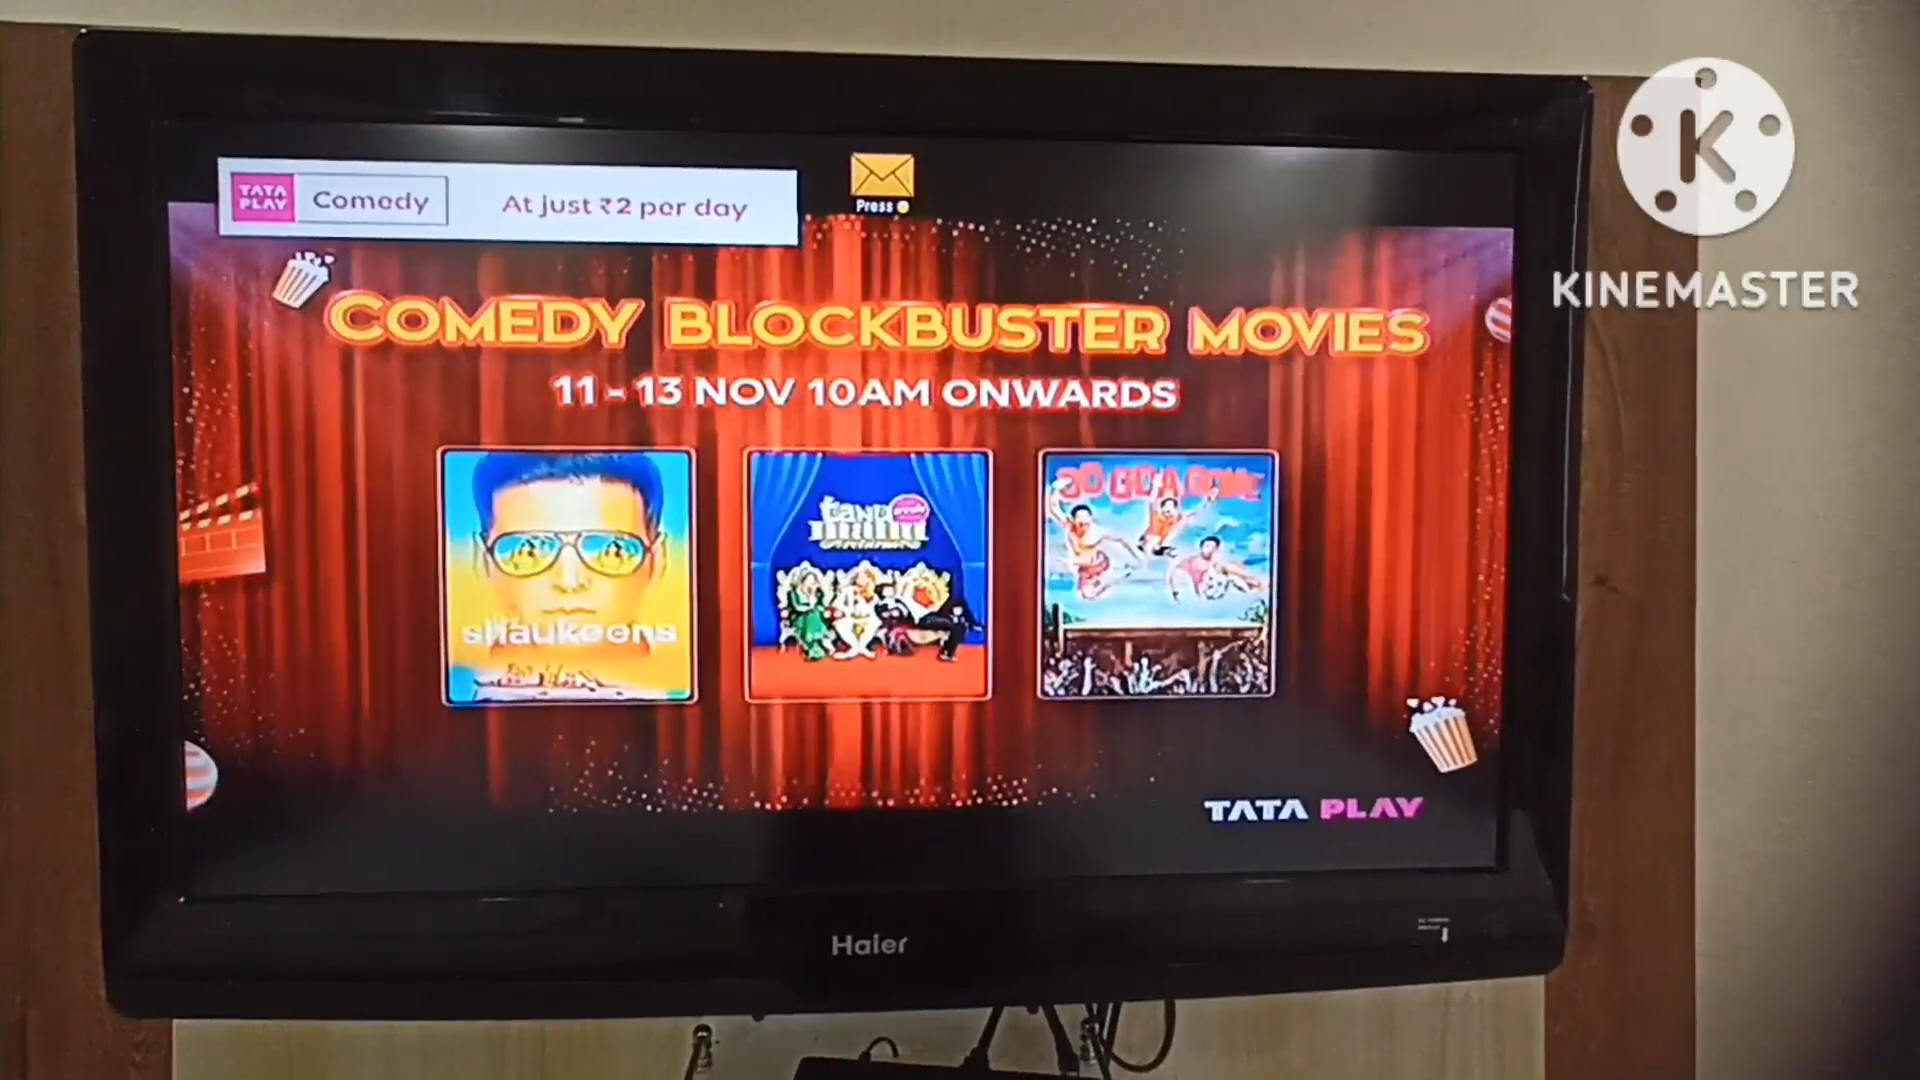 TATA
PLAY
Comedy
At just ₹2 per day
Press
KINEMASTER
COMEDY BLOCKBUSTER MOVIES
11 - 13 NOV 10AM ONWARDS
shaukeens
TATA PLAY
Haier